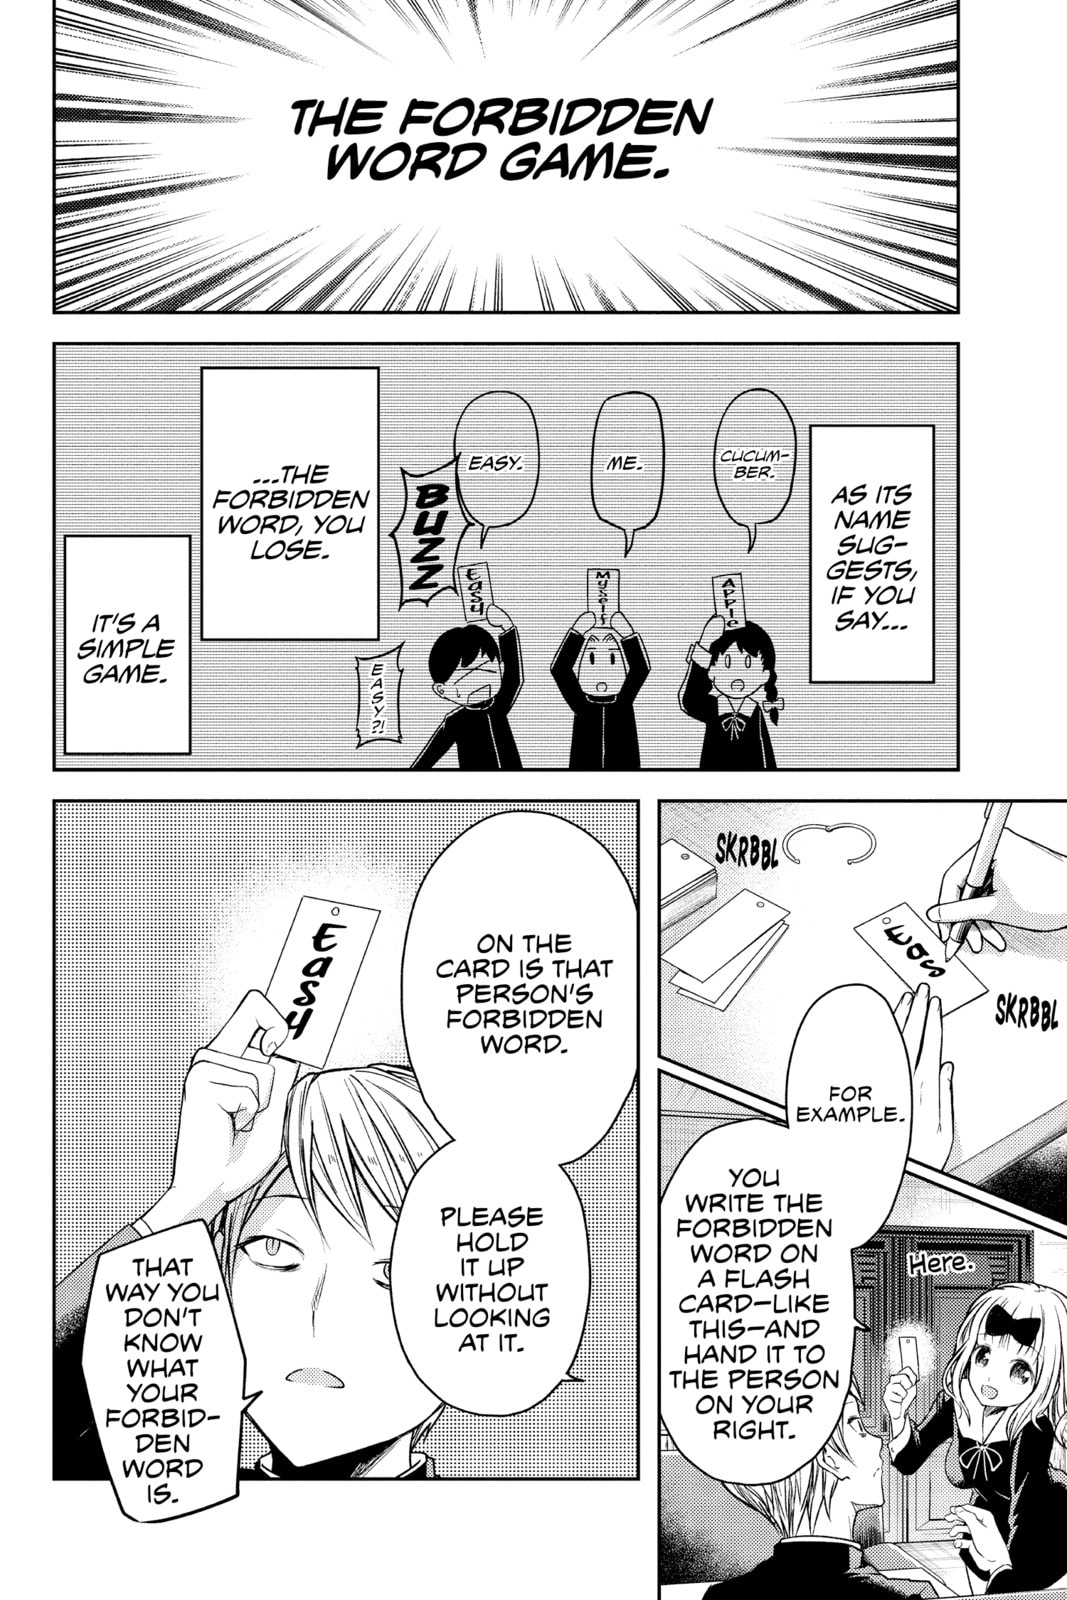 THE FORBIDDEN
WORD GAME.
AS ITS
NAME
SUG-
GESTS,
IF YOU
SAY...
CUCUM-
BER.
ME.
EASY.
Apple
Myself
Easy
BUZZ
EASY?!
...THE
FORBIDDEN
WORD, YOU
LOSE.
IT'S A
SIMPLE
GAME.
SKRBBL
Eas
SKRBBL
FOR
EXAMPLE.
YOU
WRITE THE
FORBIDDEN
WORD ON
A FLASH
CARD—LIKE
THIS—AND
HAND IT TO
THE PERSON
ON YOUR
RIGHT.
Here.
ON THE
CARD IS THAT
PERSON'S
FORBIDDEN
WORD.
Easy
PLEASE
HOLD
IT UP
WITHOUT
LOOKING
AT IT.
THAT
WAY YOU
DON'T
KNOW
WHAT
YOUR
FORBID-
DEN
WORD
IS.